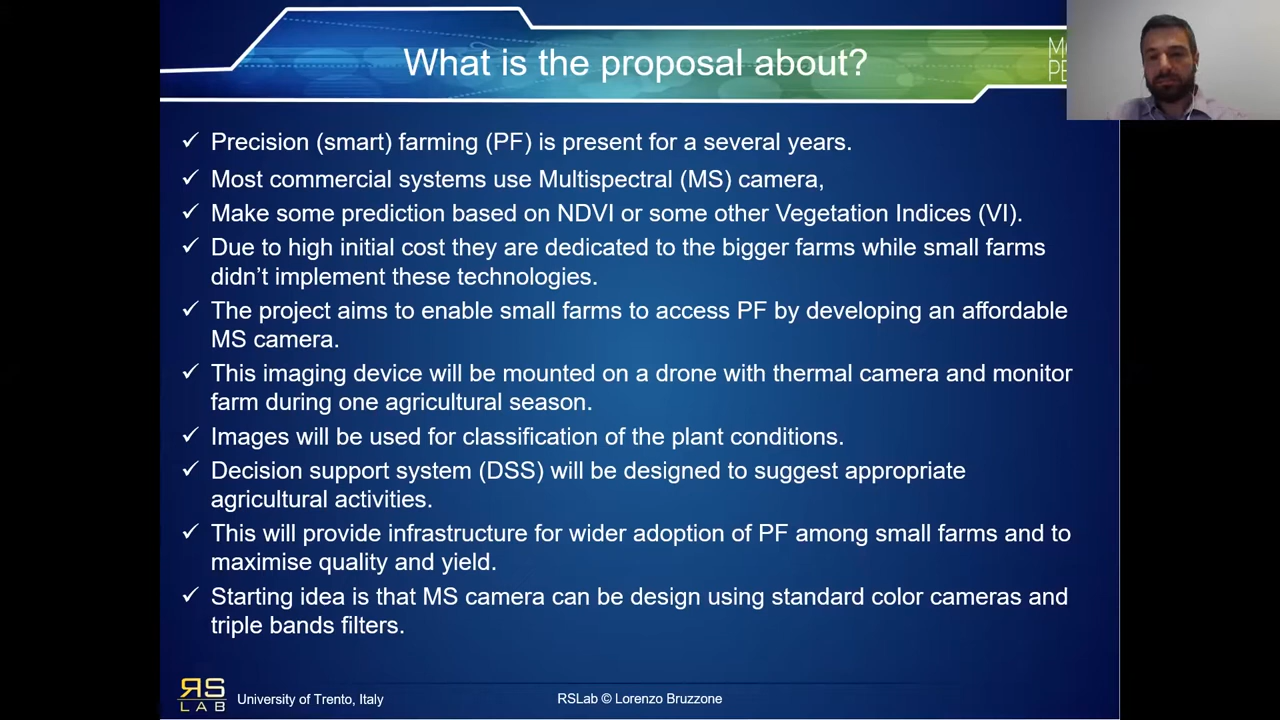 What is the proposal about?
✓ Precision (smart) farming (PF) is present for a several years.
✓ Most commercial systems use Multispectral (MS) camera,
✓ Make some prediction based on NDVI or some other Vegetation Indices (VI).
✓ Due to high initial cost they are dedicated to the bigger farms while small farms
didn't implement these technologies.
✓ The project aims to enable small farms to access PF by developing an affordable
MS camera.
✓ This imaging device will be mounted on a drone with thermal camera and monitor
farm during one agricultural season.
✓ Images will be used for classification of the plant conditions.
✓ Decision support system (DSS) will be designed to suggest appropriate
agricultural activities.
✓ This will provide infrastructure for wider adoption of PF among small farms and to
maximise quality and yield.
✓ Starting idea is that MS camera can be design using standard color cameras and
triple bands filters.
RS
LAB
University of Trento, Italy
RSLab © Lorenzo Bruzzone